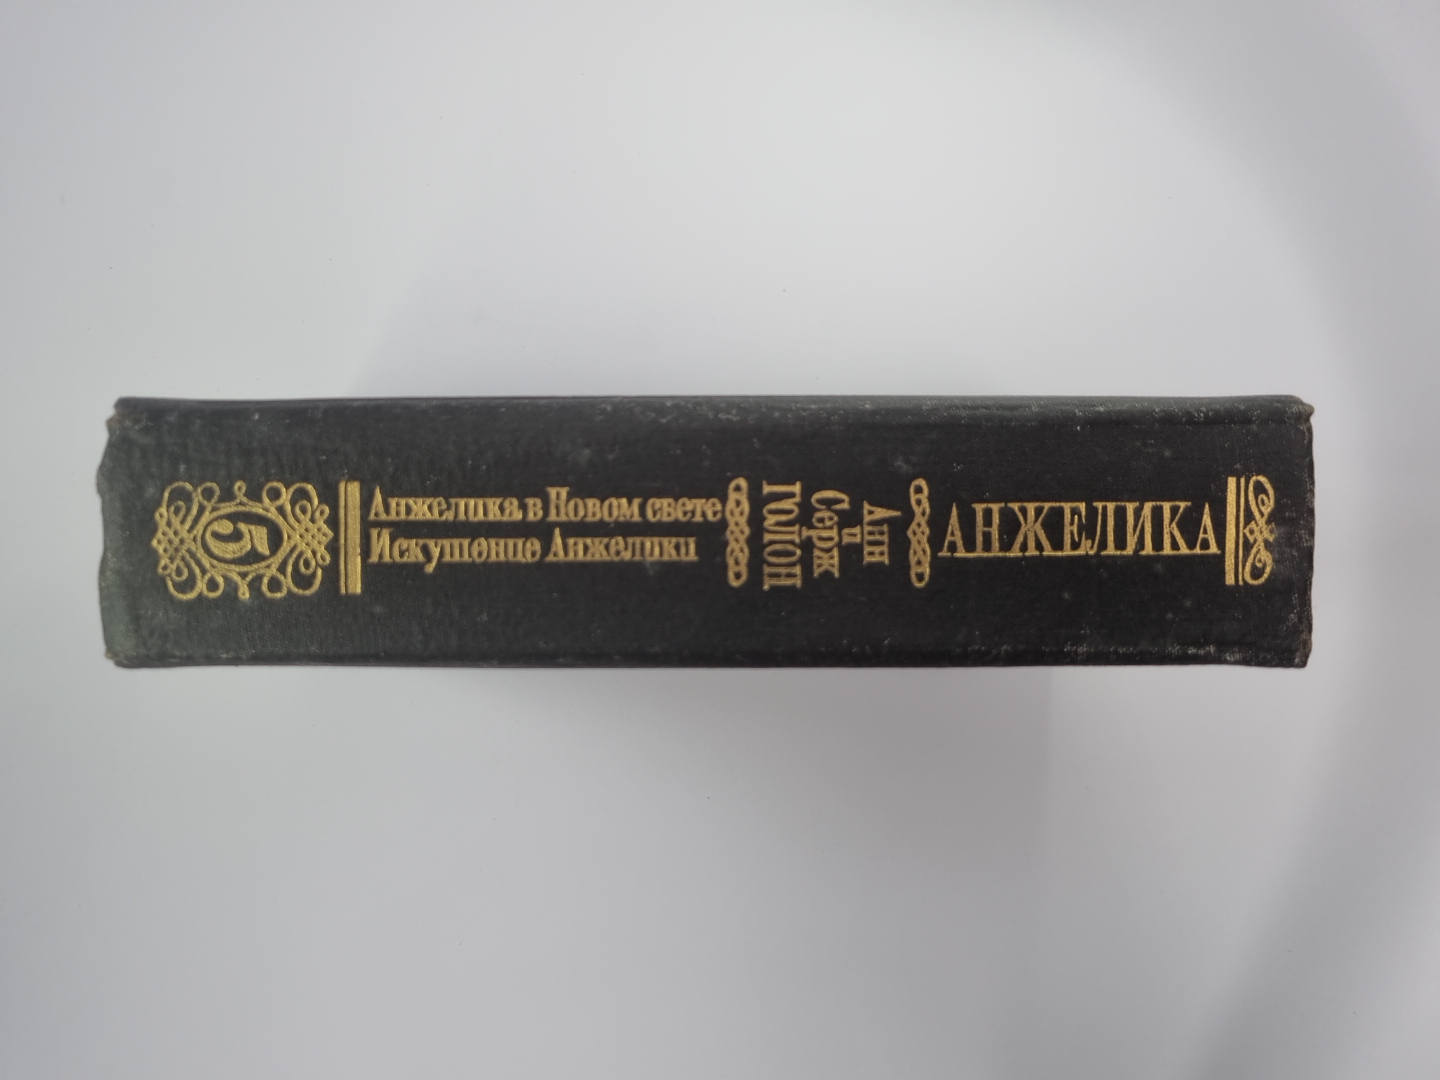 АНЖЕЛИКА
Анн
и
Серж
ГОЛОН
Анжелика в Новом свете
Искушение Анжелики
5